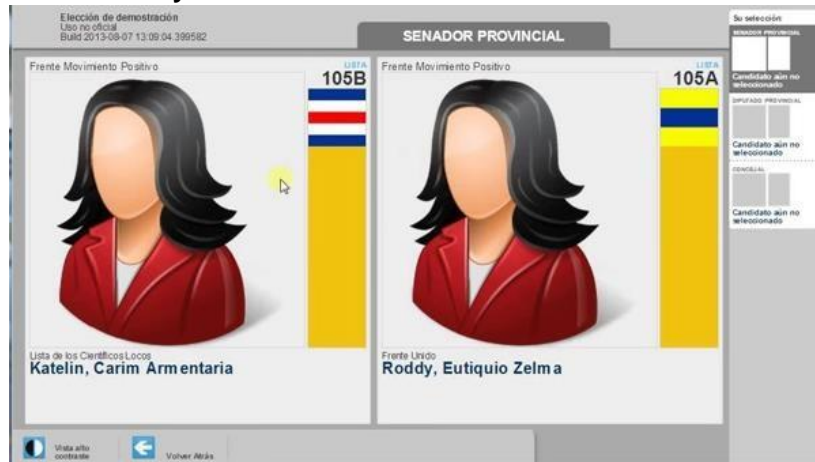 Elección de demostración
Uso no oficial
Build 2013-08-07 13:09:04.399582
SENADOR PROVINCIAL
Frente Movimiento Positivo
LISTA
105B
Lista de los Científicos Locos
Katelin, Carim Armentaria
Frente Movimiento Positivo
LISTA
105A
Frente Unido
Roddy, Eutiquio Zelma
Su selección:
SENADOR PROVINCIAL
Candidato aún no
seleccionado
DIPUTADO PROVINCIAL
Candidato aún no
seleccionado
CONCEJAL
Candidato aún no
seleccionado
Vista alto
contraste
Volver Atrás